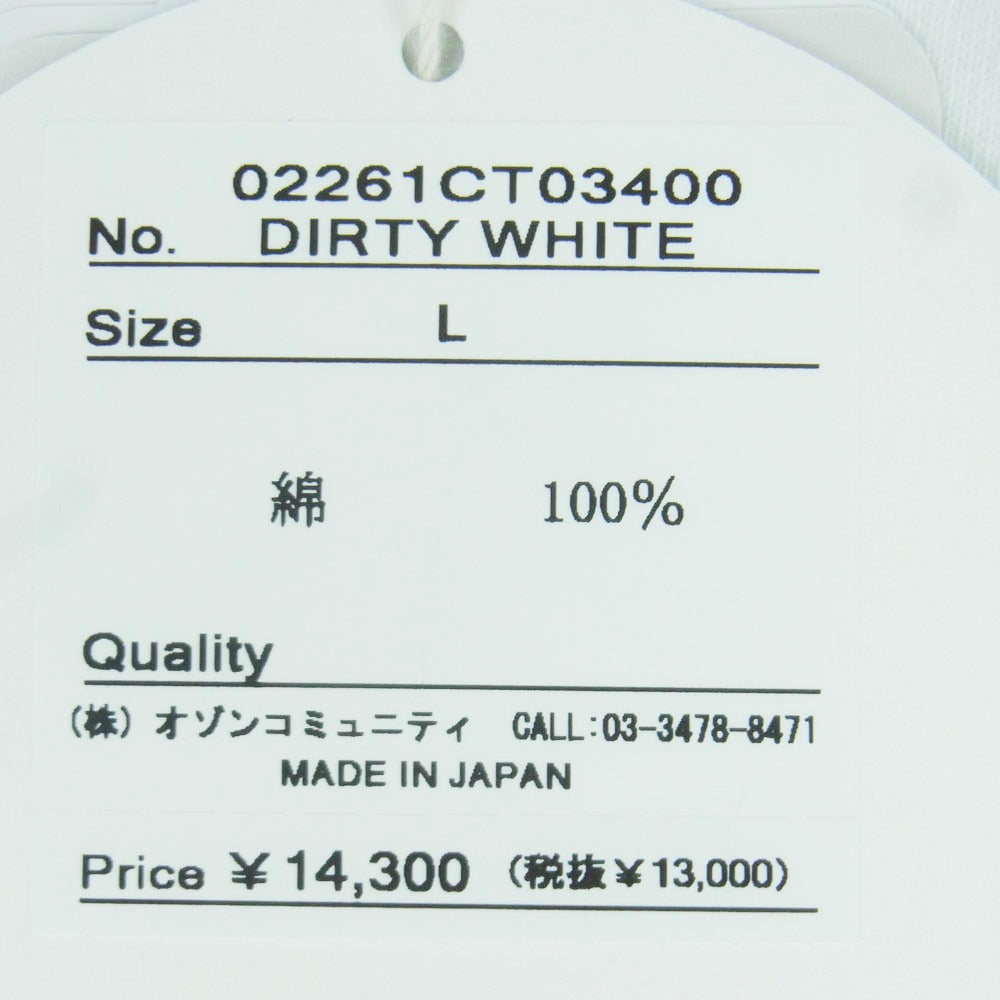 02261CT03400
No. DIRTY WHITE
Size L
綿 100%
Quality
(株) オゾンコミュニティ CALL:03-3478-8471
MADE IN JAPAN
Price ¥14,300 (税抜¥13,000)